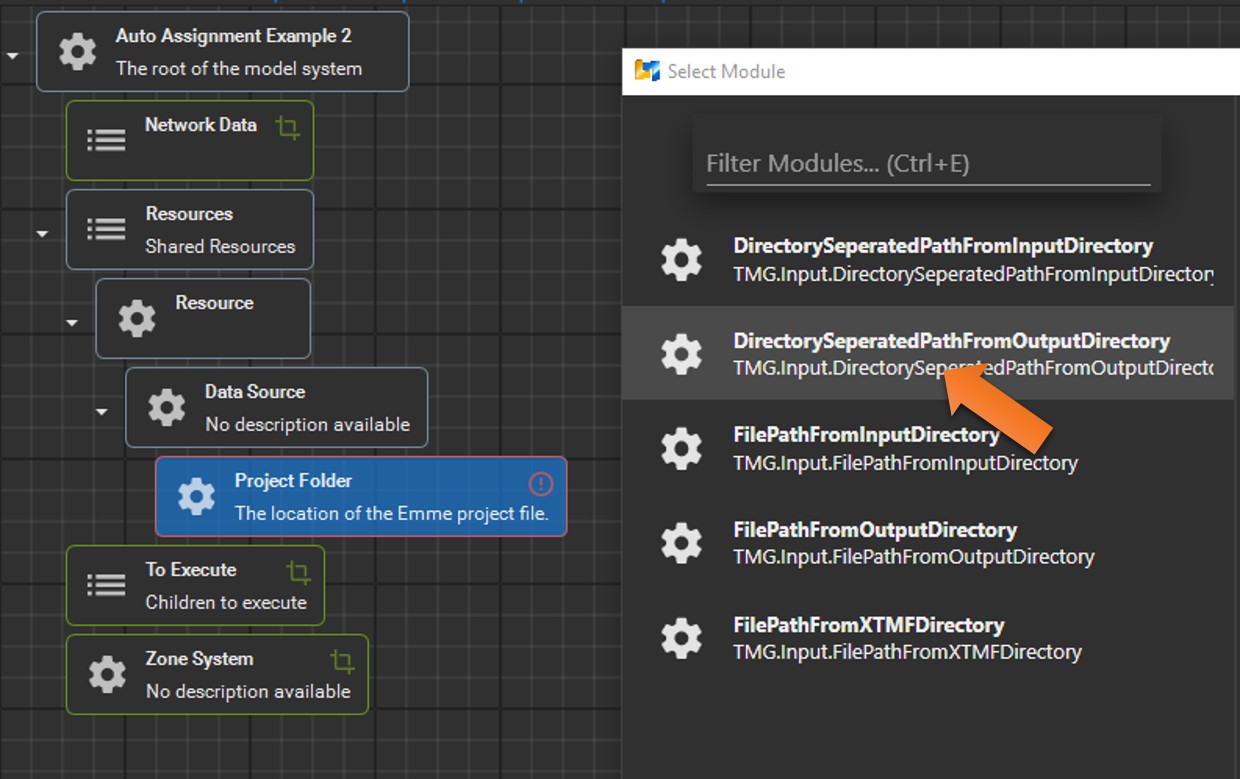 Auto Assignment Example 2
The root of the model system
Network Data
Resources
Shared Resources
Resource
Data Source
No description available
Project Folder
The location of the Emme project file.
To Execute
Children to execute
Zone System
No description available
Select Module
Filter Modules... (Ctrl+E)
DirectorySeperatedPathFromInputDirectory
TMG.Input.DirectorySeperatedPathFromInputDirectory
DirectorySeperatedPathFromOutputDirectory
TMG.Input.DirectorySeperatedPathFromOutputDirecto
FilePathFromInputDirectory
TMG.Input.FilePathFromInputDirectory
FilePathFromOutputDirectory
TMG.Input.FilePathFromOutputDirectory
FilePathFromXTMFDirectory
TMG.Input.FilePathFromXTMFDirectory